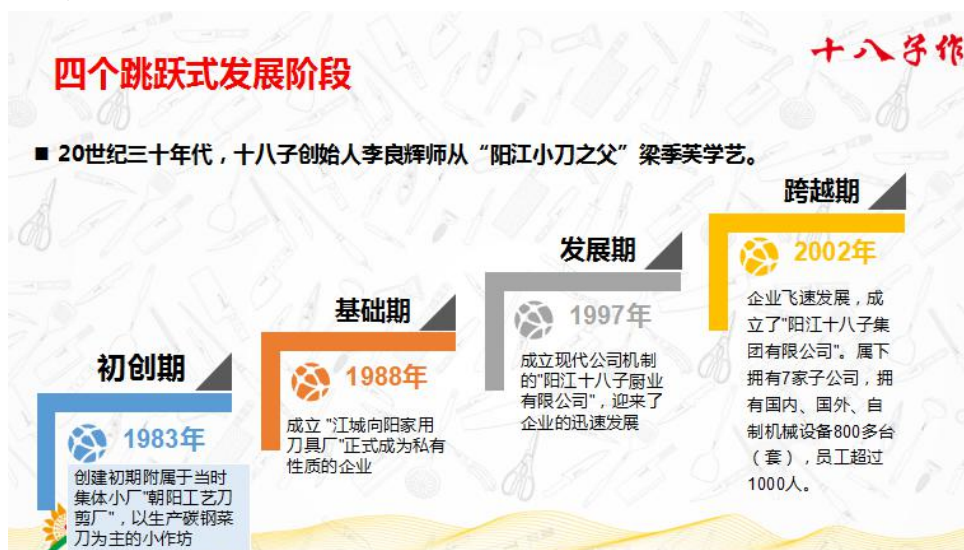 十八子作
四个跳跃式发展阶段
■ 20世纪三十年代，十八子创始人李良辉师从“阳江小刀之父”梁季芙学艺。
初创期
1983年
创建初期附属于当时
集体小厂"朝阳工艺刀
剪厂"，以生产碳钢菜
刀为主的小作坊
基础期
1988年
成立 "江城向阳家用
刀具厂"正式成为私有
性质的企业
发展期
1997年
成立现代公司机制
的"阳江十八子厨业
有限公司"，迎来了
企业的迅速发展
跨越期
2002年
企业飞速发展，成
立了"阳江十八子集
团有限公司"。属下
拥有7家子公司，拥
有国内、国外、自
制机械设备800多台
（套），员工超过
1000人。